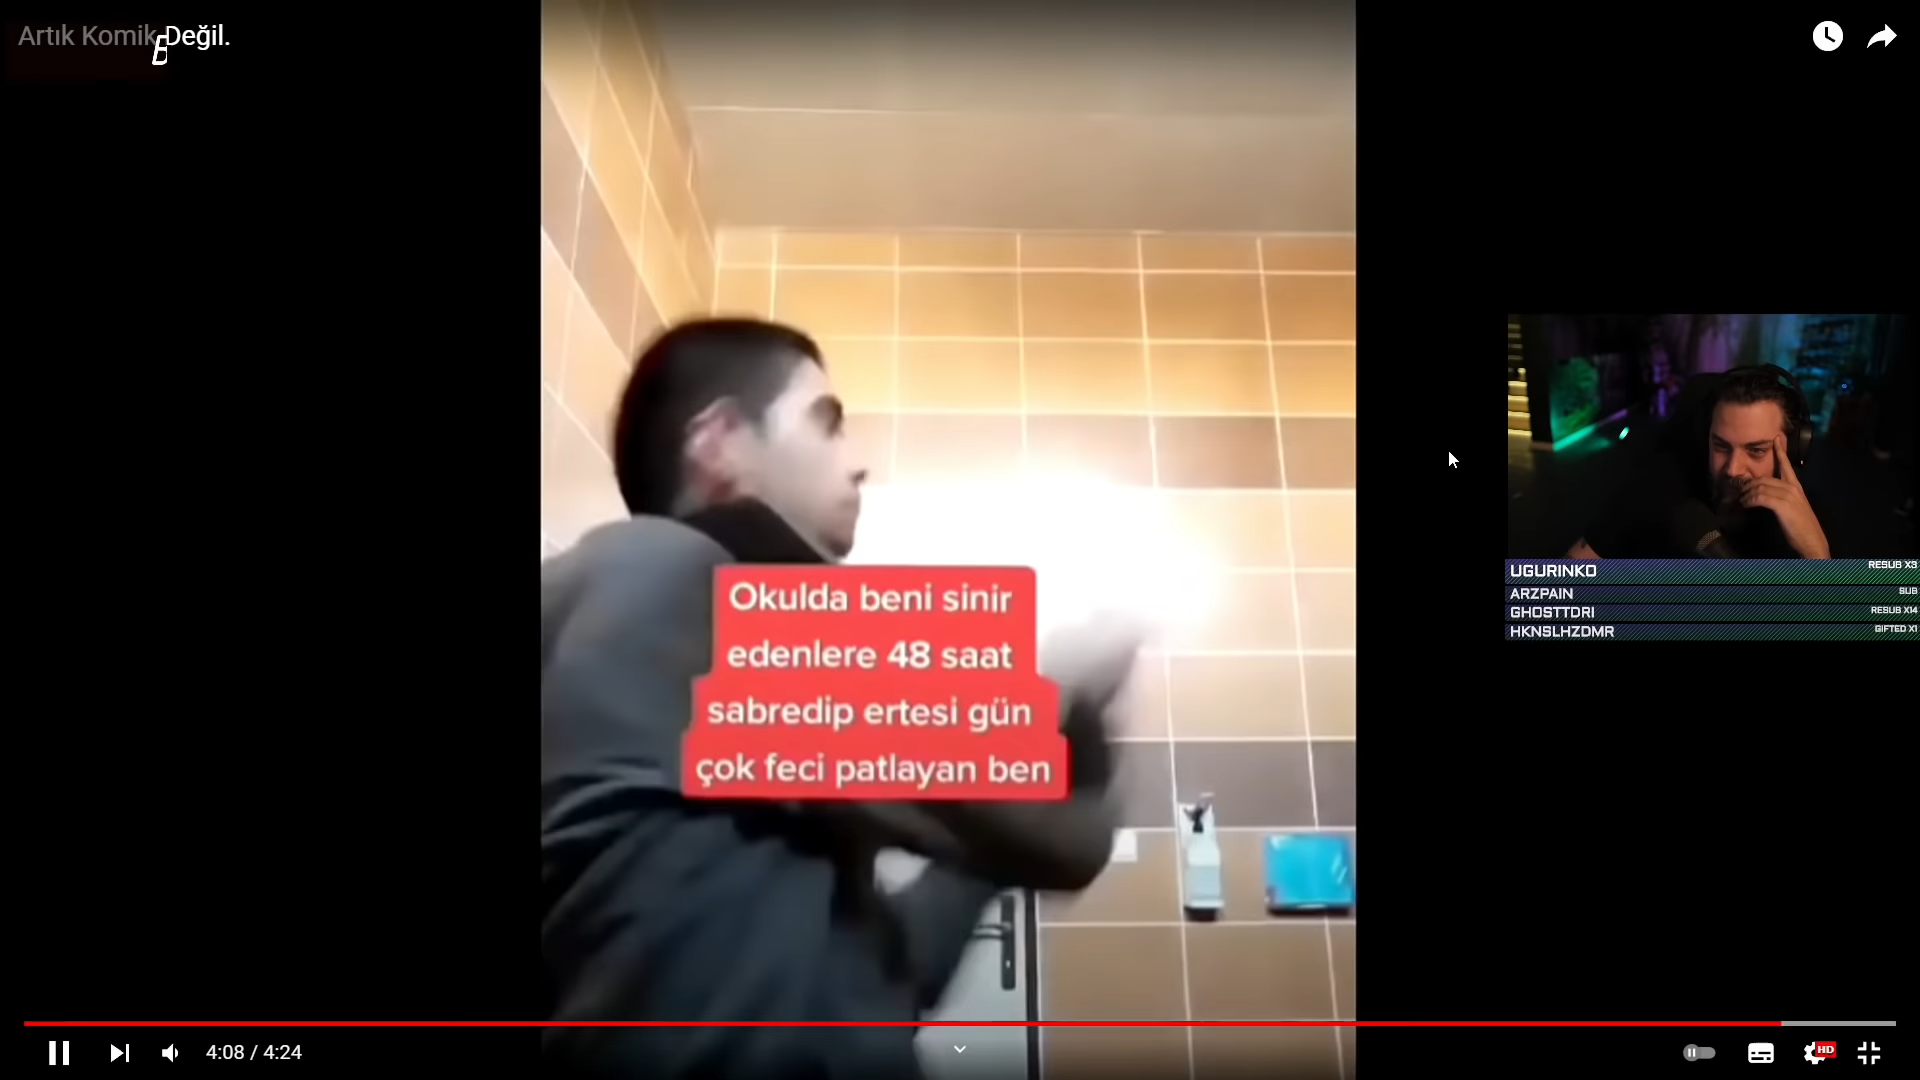 Artık Komik Değil.
Okulda beni sinir
edenlere 48 saat
sabredip ertesi gün
çok feci patlayan ben
UGURINKO RESUB X3
ARZPAIN SUB
GHOSTTDRI RESUB X14
HKNSLHZDMR GIFTED X1
4:08 / 4:24
HD